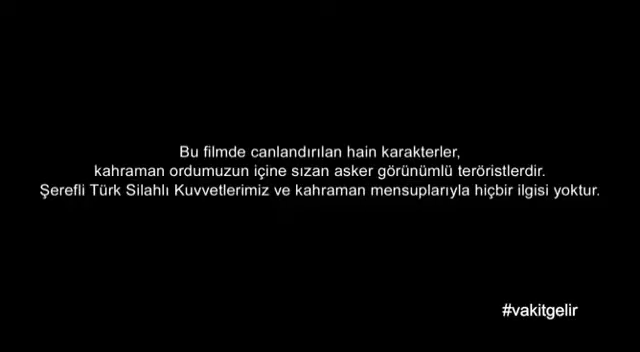 Bu filmde canlandırılan hain karakterler,
kahraman ordumuzun içine sızan asker görünümlü teröristlerdir.
Şerefli Türk Silahlı Kuvvetlerimiz ve kahraman mensuplarıyla hiçbir ilgisi yoktur.
#vakitgelir